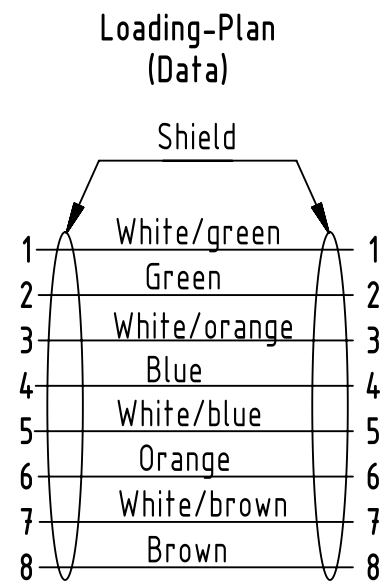 Loading-Plan
(Data)
Shield
1 White/green 1
2 Green 2
3 White/orange 3
4 Blue 4
5 White/blue 5
6 Orange 6
7 White/brown 7
8 Brown 8